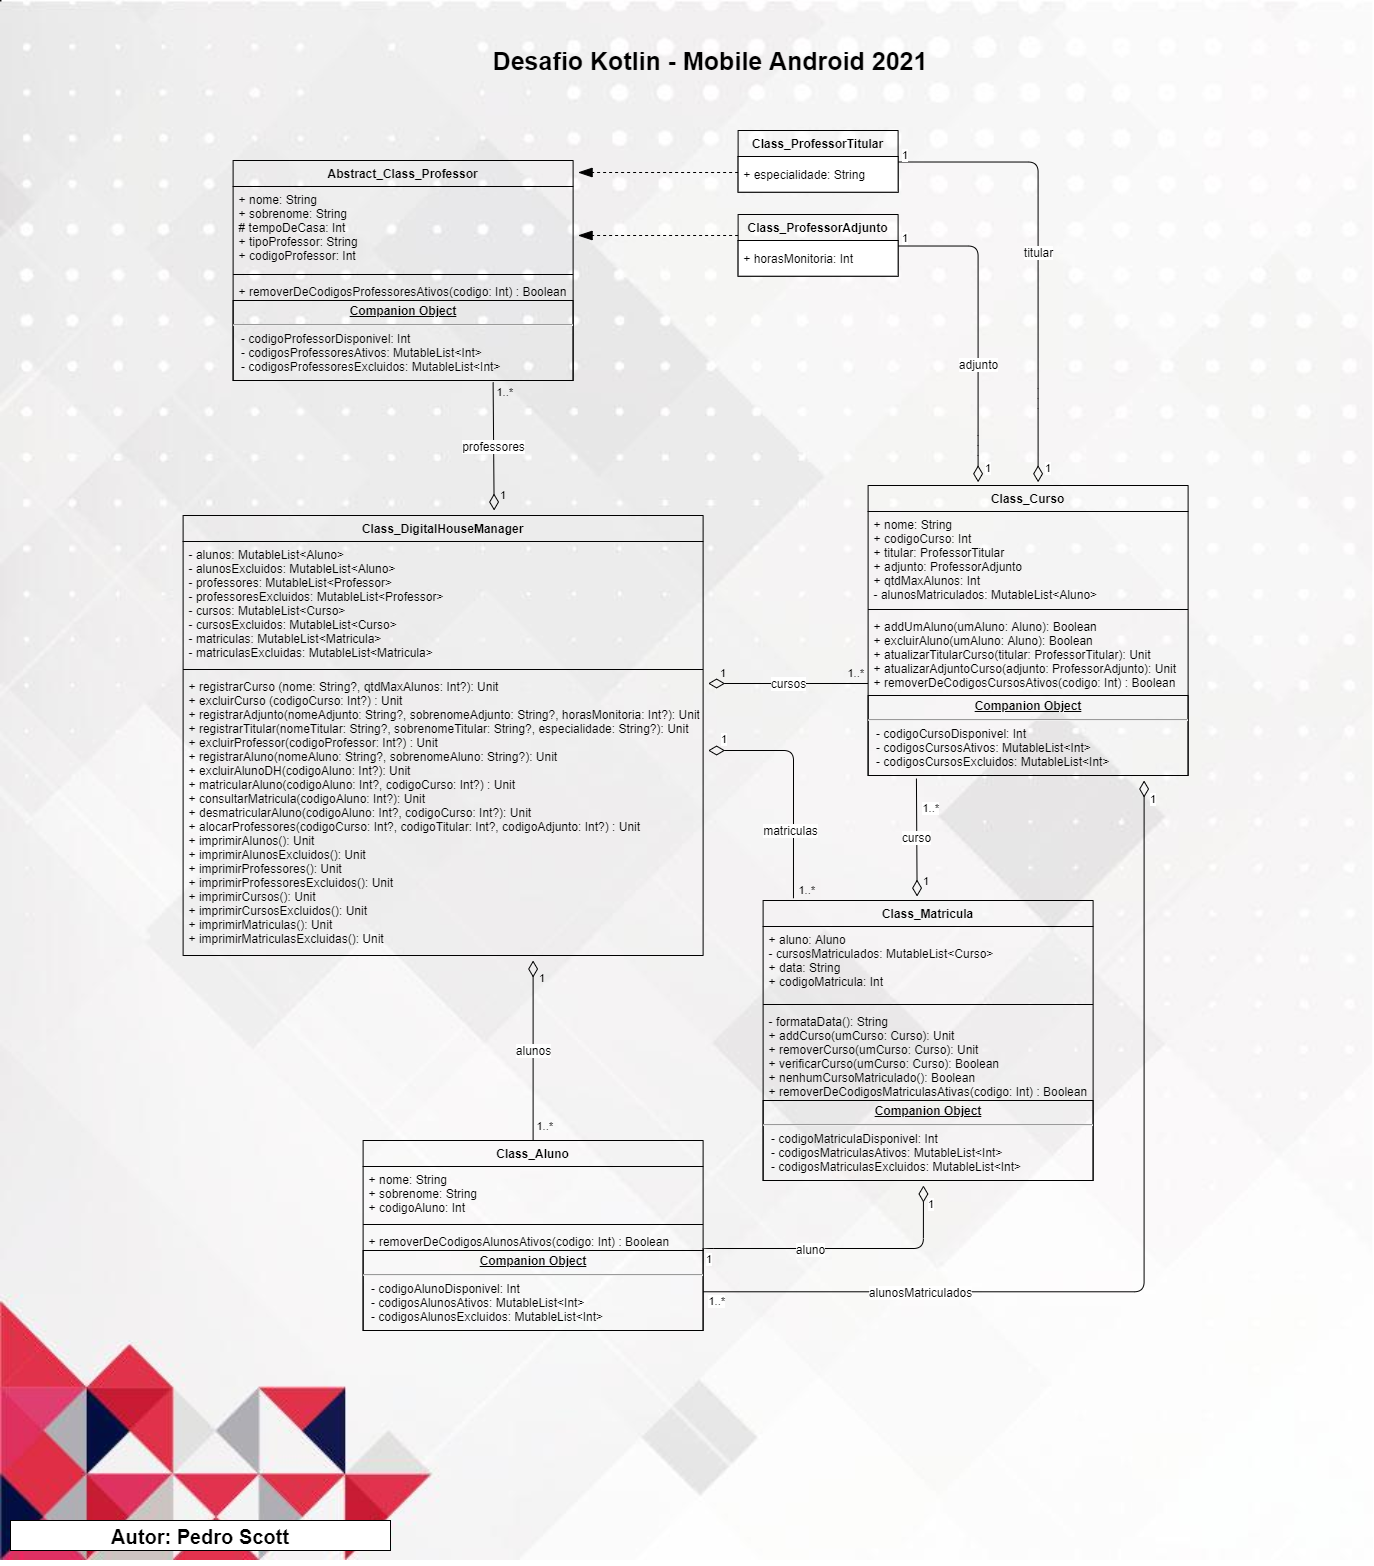 Desafio Kotlin - Mobile Android 2021
Class_ProfessorTitular
+ especialidade: String
1
Abstract_Class_Professor
+ nome: String
+ sobrenome: String
# tempoDeCasa: Int
+ tipoProfessor: String
+ codigoProfessor: Int
+ removerDeCodigosProfessoresAtivos(codigo: Int) : Boolean
Companion Object
- codigoProfessorDisponivel: Int
- codigosProfessoresAtivos: MutableList<Int>
- codigosProfessoresExcluidos: MutableList<Int>
Class_ProfessorAdjunto
+ horasMonitoria: Int
1
titular
adjunto
1..*
professores
1
1
1
Class_DigitalHouseManager
- alunos: MutableList<Aluno>
- alunosExcluidos: MutableList<Aluno>
- professores: MutableList<Professor>
- professoresExcluidos: MutableList<Professor>
- cursos: MutableList<Curso>
- cursosExcluidos: MutableList<Curso>
- matriculas: MutableList<Matricula>
- matriculasExcluidas: MutableList<Matricula>
+ registrarCurso (nome: String?, qtdMaxAlunos: Int?): Unit
+ excluirCurso (codigoCurso: Int?) : Unit
+ registrarAdjunto(nomeAdjunto: String?, sobrenomeAdjunto: String?, horasMonitoria: Int?): Unit
+ registrarTitular(nomeTitular: String?, sobrenomeTitular: String?, especialidade: String?): Unit
+ excluirProfessor(codigoProfessor: Int?) : Unit
+ registrarAluno(nomeAluno: String?, sobrenomeAluno: String?): Unit
+ excluirAlunoDH(codigoAluno: Int?): Unit
+ matricularAluno(codigoAluno: Int?, codigoCurso: Int?) : Unit
+ consultarMatricula(codigoAluno: Int?): Unit
+ desmatricularAluno(codigoAluno: Int?, codigoCurso: Int?): Unit
+ alocarProfessores(codigoCurso: Int?, codigoTitular: Int?, codigoAdjunto: Int?) : Unit
+ imprimirAlunos(): Unit
+ imprimirAlunosExcluidos(): Unit
+ imprimirProfessores(): Unit
+ imprimirProfessoresExcluidos(): Unit
+ imprimirCursos(): Unit
+ imprimirCursosExcluidos(): Unit
+ imprimirMatriculas(): Unit
+ imprimirMatriculasExcluidas(): Unit
Class_Curso
+ nome: String
+ codigoCurso: Int
+ titular: ProfessorTitular
+ adjunto: ProfessorAdjunto
+ qtdMaxAlunos: Int
- alunosMatriculados: MutableList<Aluno>
+ addUmAluno(umAluno: Aluno): Boolean
+ excluirAluno(umAluno: Aluno): Boolean
+ atualizarTitularCurso(titular: ProfessorTitular): Unit
+ atualizarAdjuntoCurso(adjunto: ProfessorAdjunto): Unit
+ removerDeCodigosCursosAtivos(codigo: Int) : Boolean
Companion Object
- codigoCursoDisponivel: Int
- codigosCursosAtivos: MutableList<Int>
- codigosCursosExcluidos: MutableList<Int>
1
cursos
1..*
1
matriculas
1..*
1..*
curso
1
1
Class_Matricula
+ aluno: Aluno
- cursosMatriculados: MutableList<Curso>
+ data: String
+ codigoMatricula: Int
- formataData(): String
+ addCurso(umCurso: Curso): Unit
+ removerCurso(umCurso: Curso): Unit
+ verificarCurso(umCurso: Curso): Boolean
+ nenhumCursoMatriculado(): Boolean
+ removerDeCodigosMatriculasAtivas(codigo: Int) : Boolean
Companion Object
- codigoMatriculaDisponivel: Int
- codigosMatriculasAtivos: MutableList<Int>
- codigosMatriculasExcluidos: MutableList<Int>
1
alunos
1..*
Class_Aluno
+ nome: String
+ sobrenome: String
+ codigoAluno: Int
+ removerDeCodigosAlunosAtivos(codigo: Int) : Boolean
Companion Object
- codigoAlunoDisponivel: Int
- codigosAlunosAtivos: MutableList<Int>
- codigosAlunosExcluidos: MutableList<Int>
1
aluno
1
1..*
alunosMatriculados
Autor: Pedro Scott